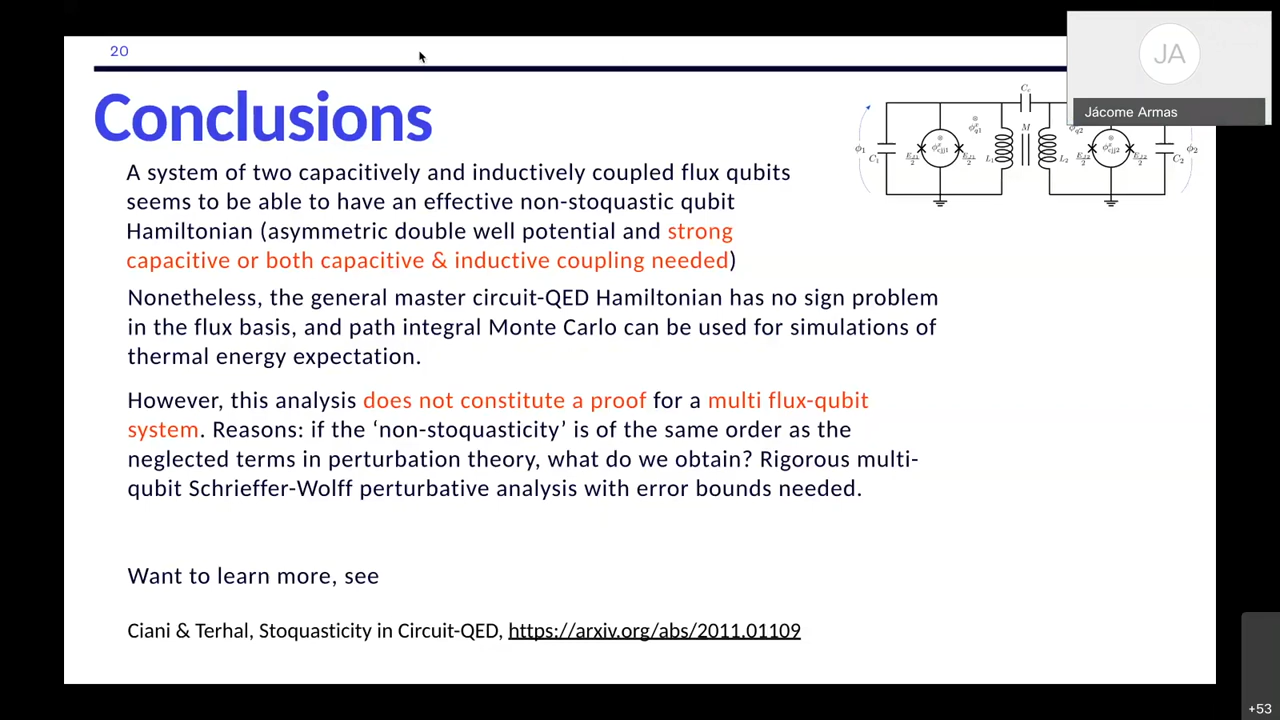 20
JA
Jácome Armas
Conclusions
A system of two capacitively and inductively coupled flux qubits
seems to be able to have an effective non-stoquastic qubit
Hamiltonian (asymmetric double well potential and strong
capacitive or both capacitive & inductive coupling needed)
Nonetheless, the general master circuit-QED Hamiltonian has no sign problem
in the flux basis, and path integral Monte Carlo can be used for simulations of
thermal energy expectation.
However, this analysis does not constitute a proof for a multi flux-qubit
system. Reasons: if the ‘non-stoquasticity’ is of the same order as the
neglected terms in perturbation theory, what do we obtain? Rigorous multi-
qubit Schrieffer-Wolff perturbative analysis with error bounds needed.
Want to learn more, see
Ciani & Terhal, Stoquasticity in Circuit-QED, https://arxiv.org/abs/2011.01109
M
ϕ1
C1
L1
L2
C2
ϕ2
+53